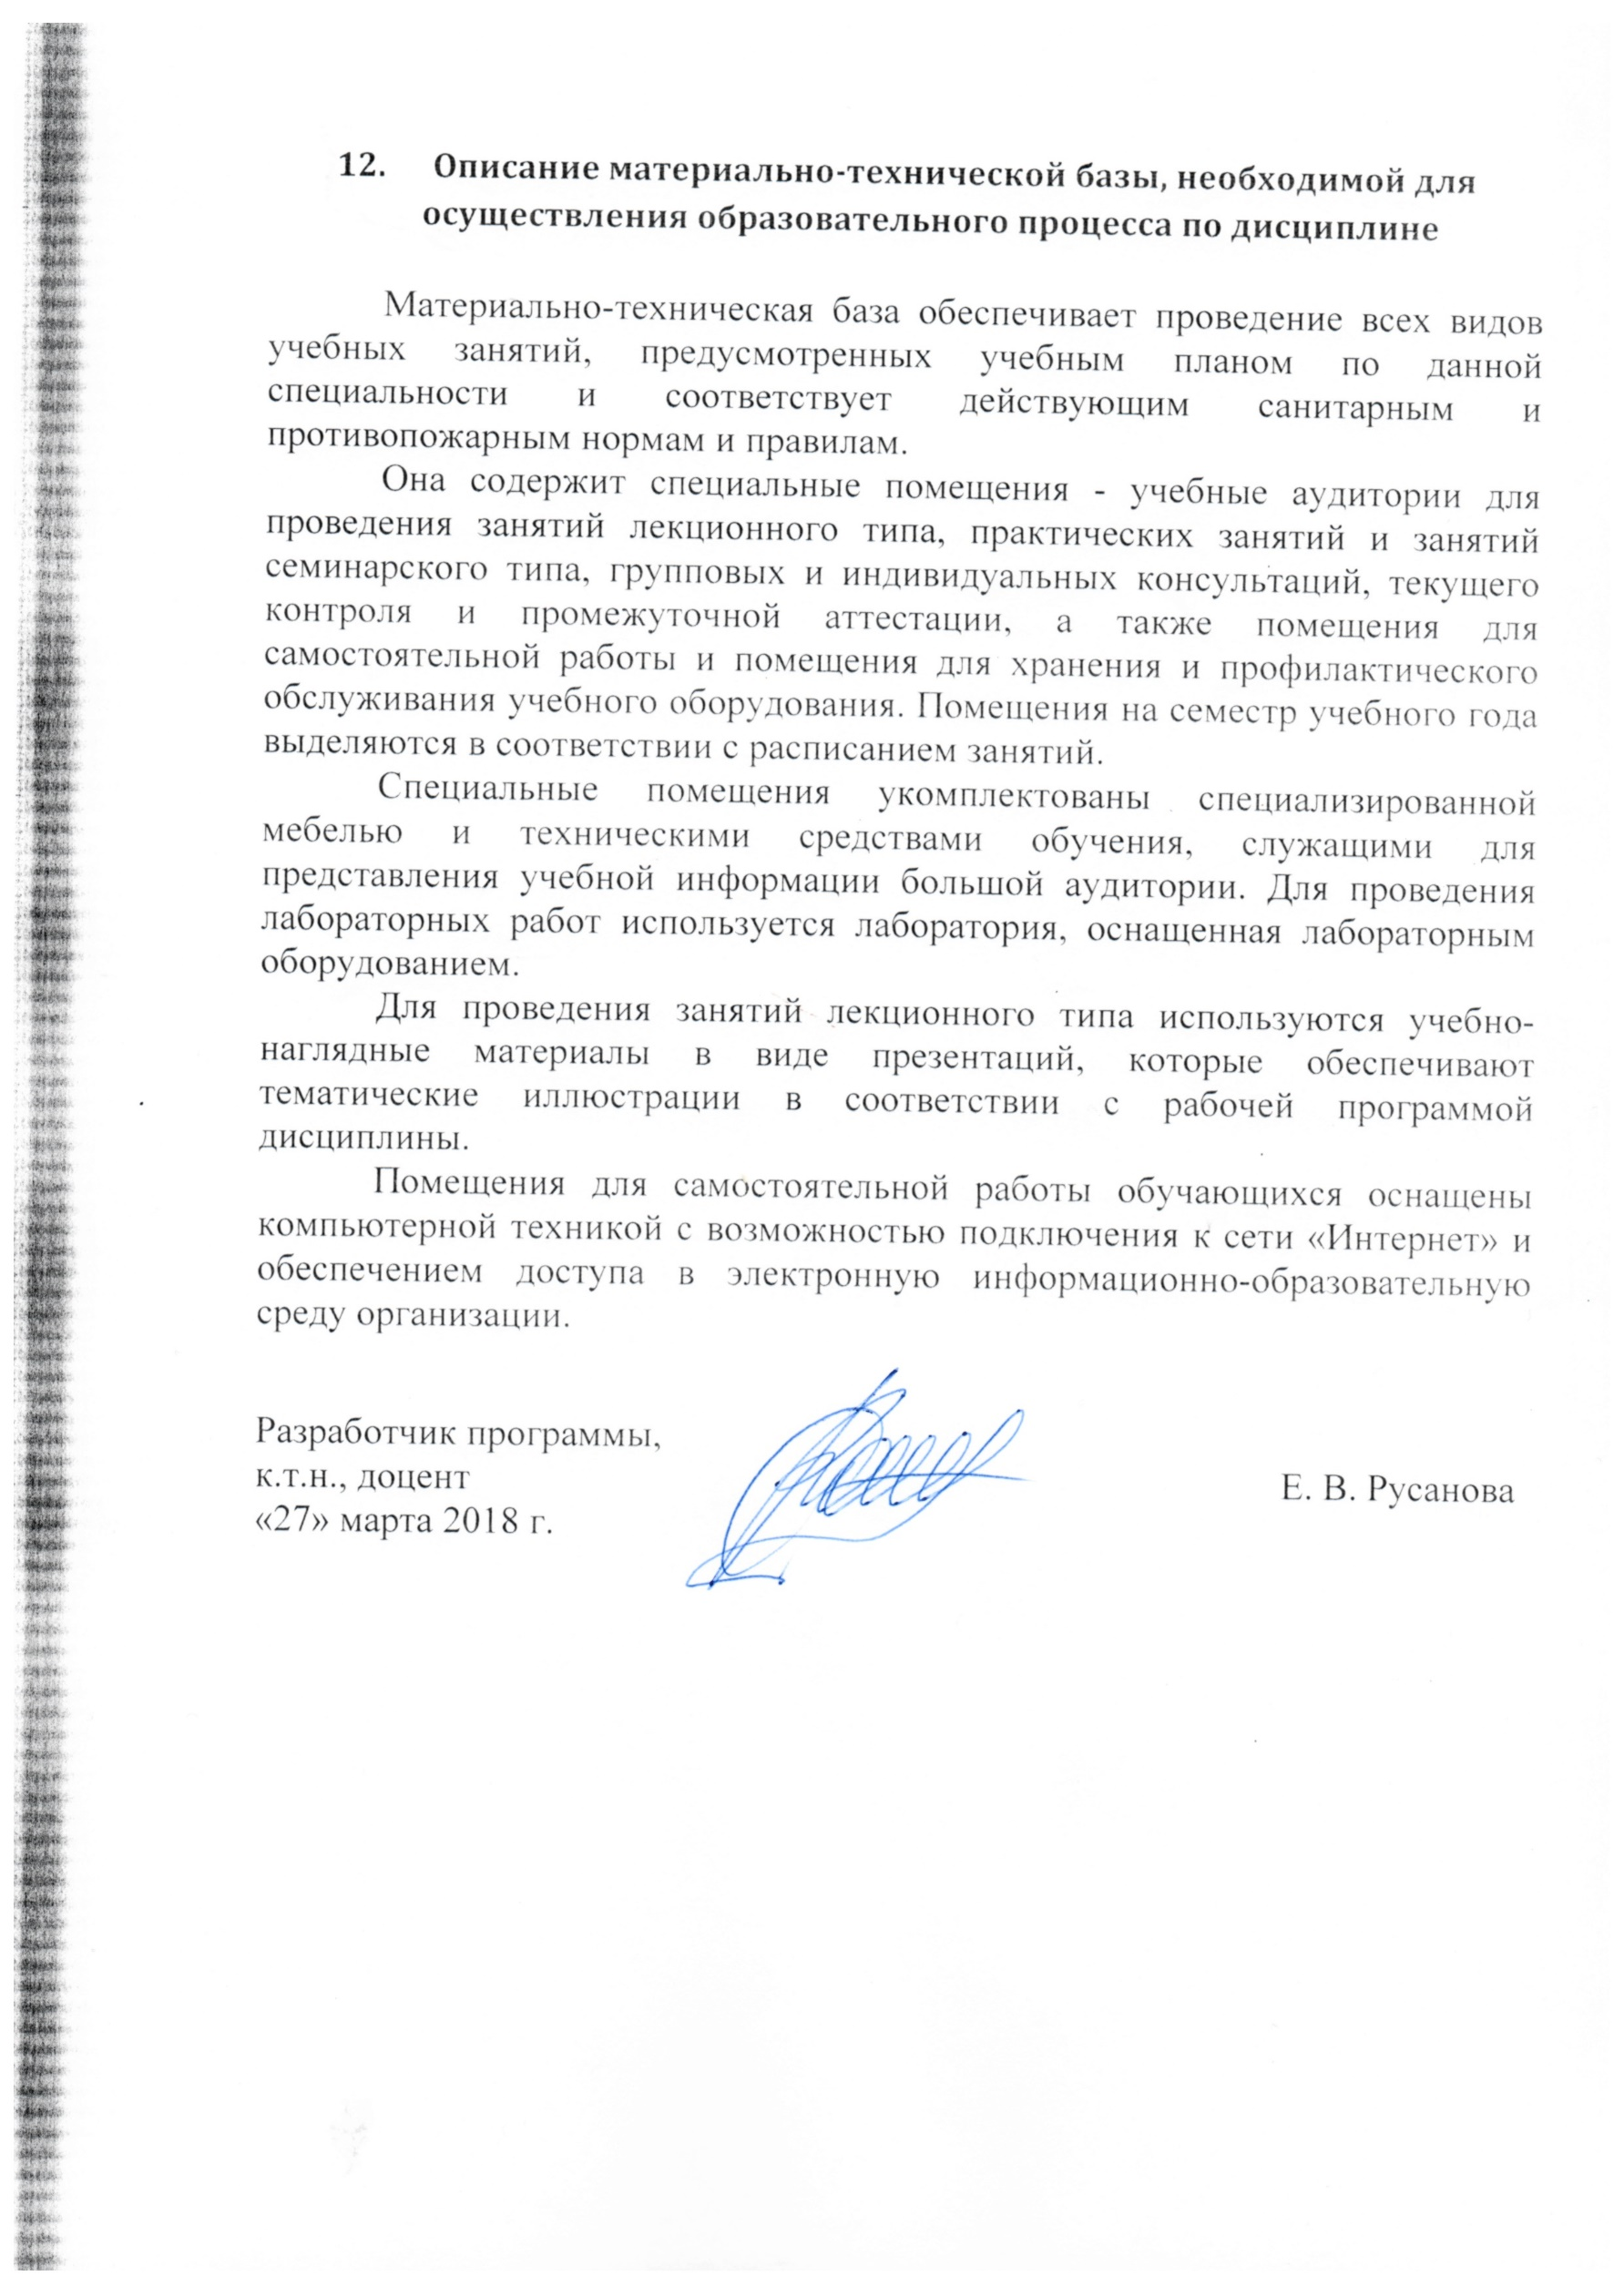 12. Описание материально-технической базы, необходимой для
осуществления образовательного процесса по дисциплине
Материально-техническая база обеспечивает проведение всех видов
учебных занятий, предусмотренных учебным планом по данной
специальности и соответствует действующим санитарным и
противопожарным нормам и правилам.
Она содержит специальные помещения - учебные аудитории для
проведения занятий лекционного типа, практических занятий и занятий
семинарского типа, групповых и индивидуальных консультаций, текущего
контроля и промежуточной аттестации, а также помещения для
самостоятельной работы и помещения для хранения и профилактического
обслуживания учебного оборудования. Помещения на семестр учебного года
выделяются в соответствии с расписанием занятий.
Специальные помещения укомплектованы специализированной
мебелью и техническими средствами обучения, служащими для
представления учебной информации большой аудитории. Для проведения
лабораторных работ используется лаборатория, оснащенная лабораторным
оборудованием.
Для проведения занятий лекционного типа используются учебно-
наглядные материалы в виде презентаций, которые обеспечивают
тематические иллюстрации в соответствии с рабочей программой
дисциплины.
Помещения для самостоятельной работы обучающихся оснащены
компьютерной техникой с возможностью подключения к сети «Интернет» и
обеспечением доступа в электронную информационно-образовательную
среду организации.
Разработчик программы,
к.т.н., доцент
Е. В. Русанова
«27» марта 2018 г.